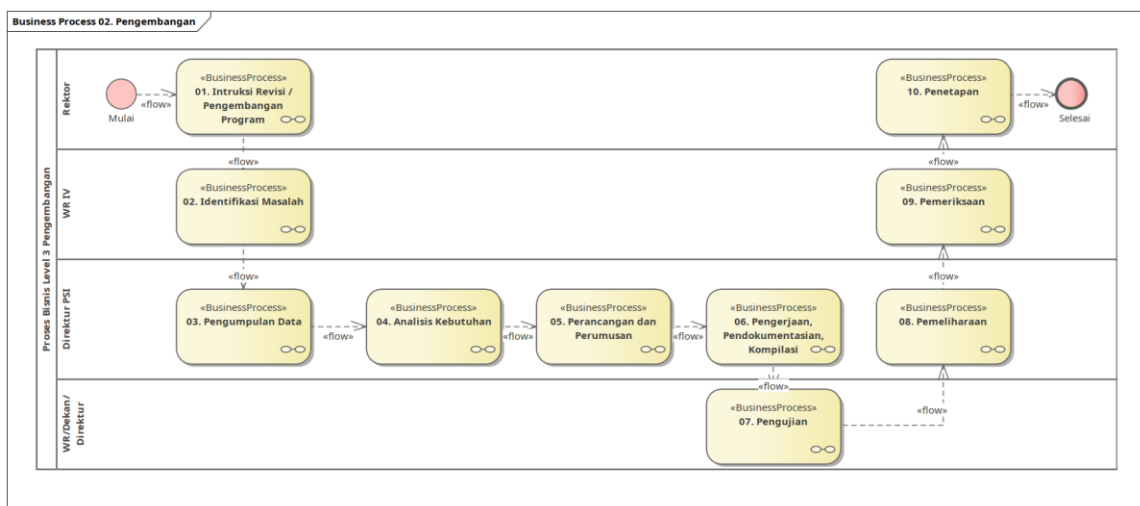 Business Process 02. Pengembangan
Proses Bisnis Level 3 Pengembangan
Rektor
Mulai
«flow»
«BusinessProcess»
01. Intruksi Revisi /
Pengembangan
Program
«BusinessProcess»
10. Penetapan
«flow»
Selesai
«flow»
«flow»
WR IV
«BusinessProcess»
02. Identifikasi Masalah
«BusinessProcess»
09. Pemeriksaan
«flow»
«flow»
Direktur PSI
«BusinessProcess»
03. Pengumpulan Data
«flow»
«BusinessProcess»
04. Analisis Kebutuhan
«flow»
«BusinessProcess»
05. Perancangan dan
Perumusan
«flow»
«BusinessProcess»
06. Pengerjaan,
Pendokumentasian,
Kompilasi
«BusinessProcess»
08. Pemeliharaan
«flow»
WR/Dekan/
Direktur
«BusinessProcess»
07. Pengujian
«flow»